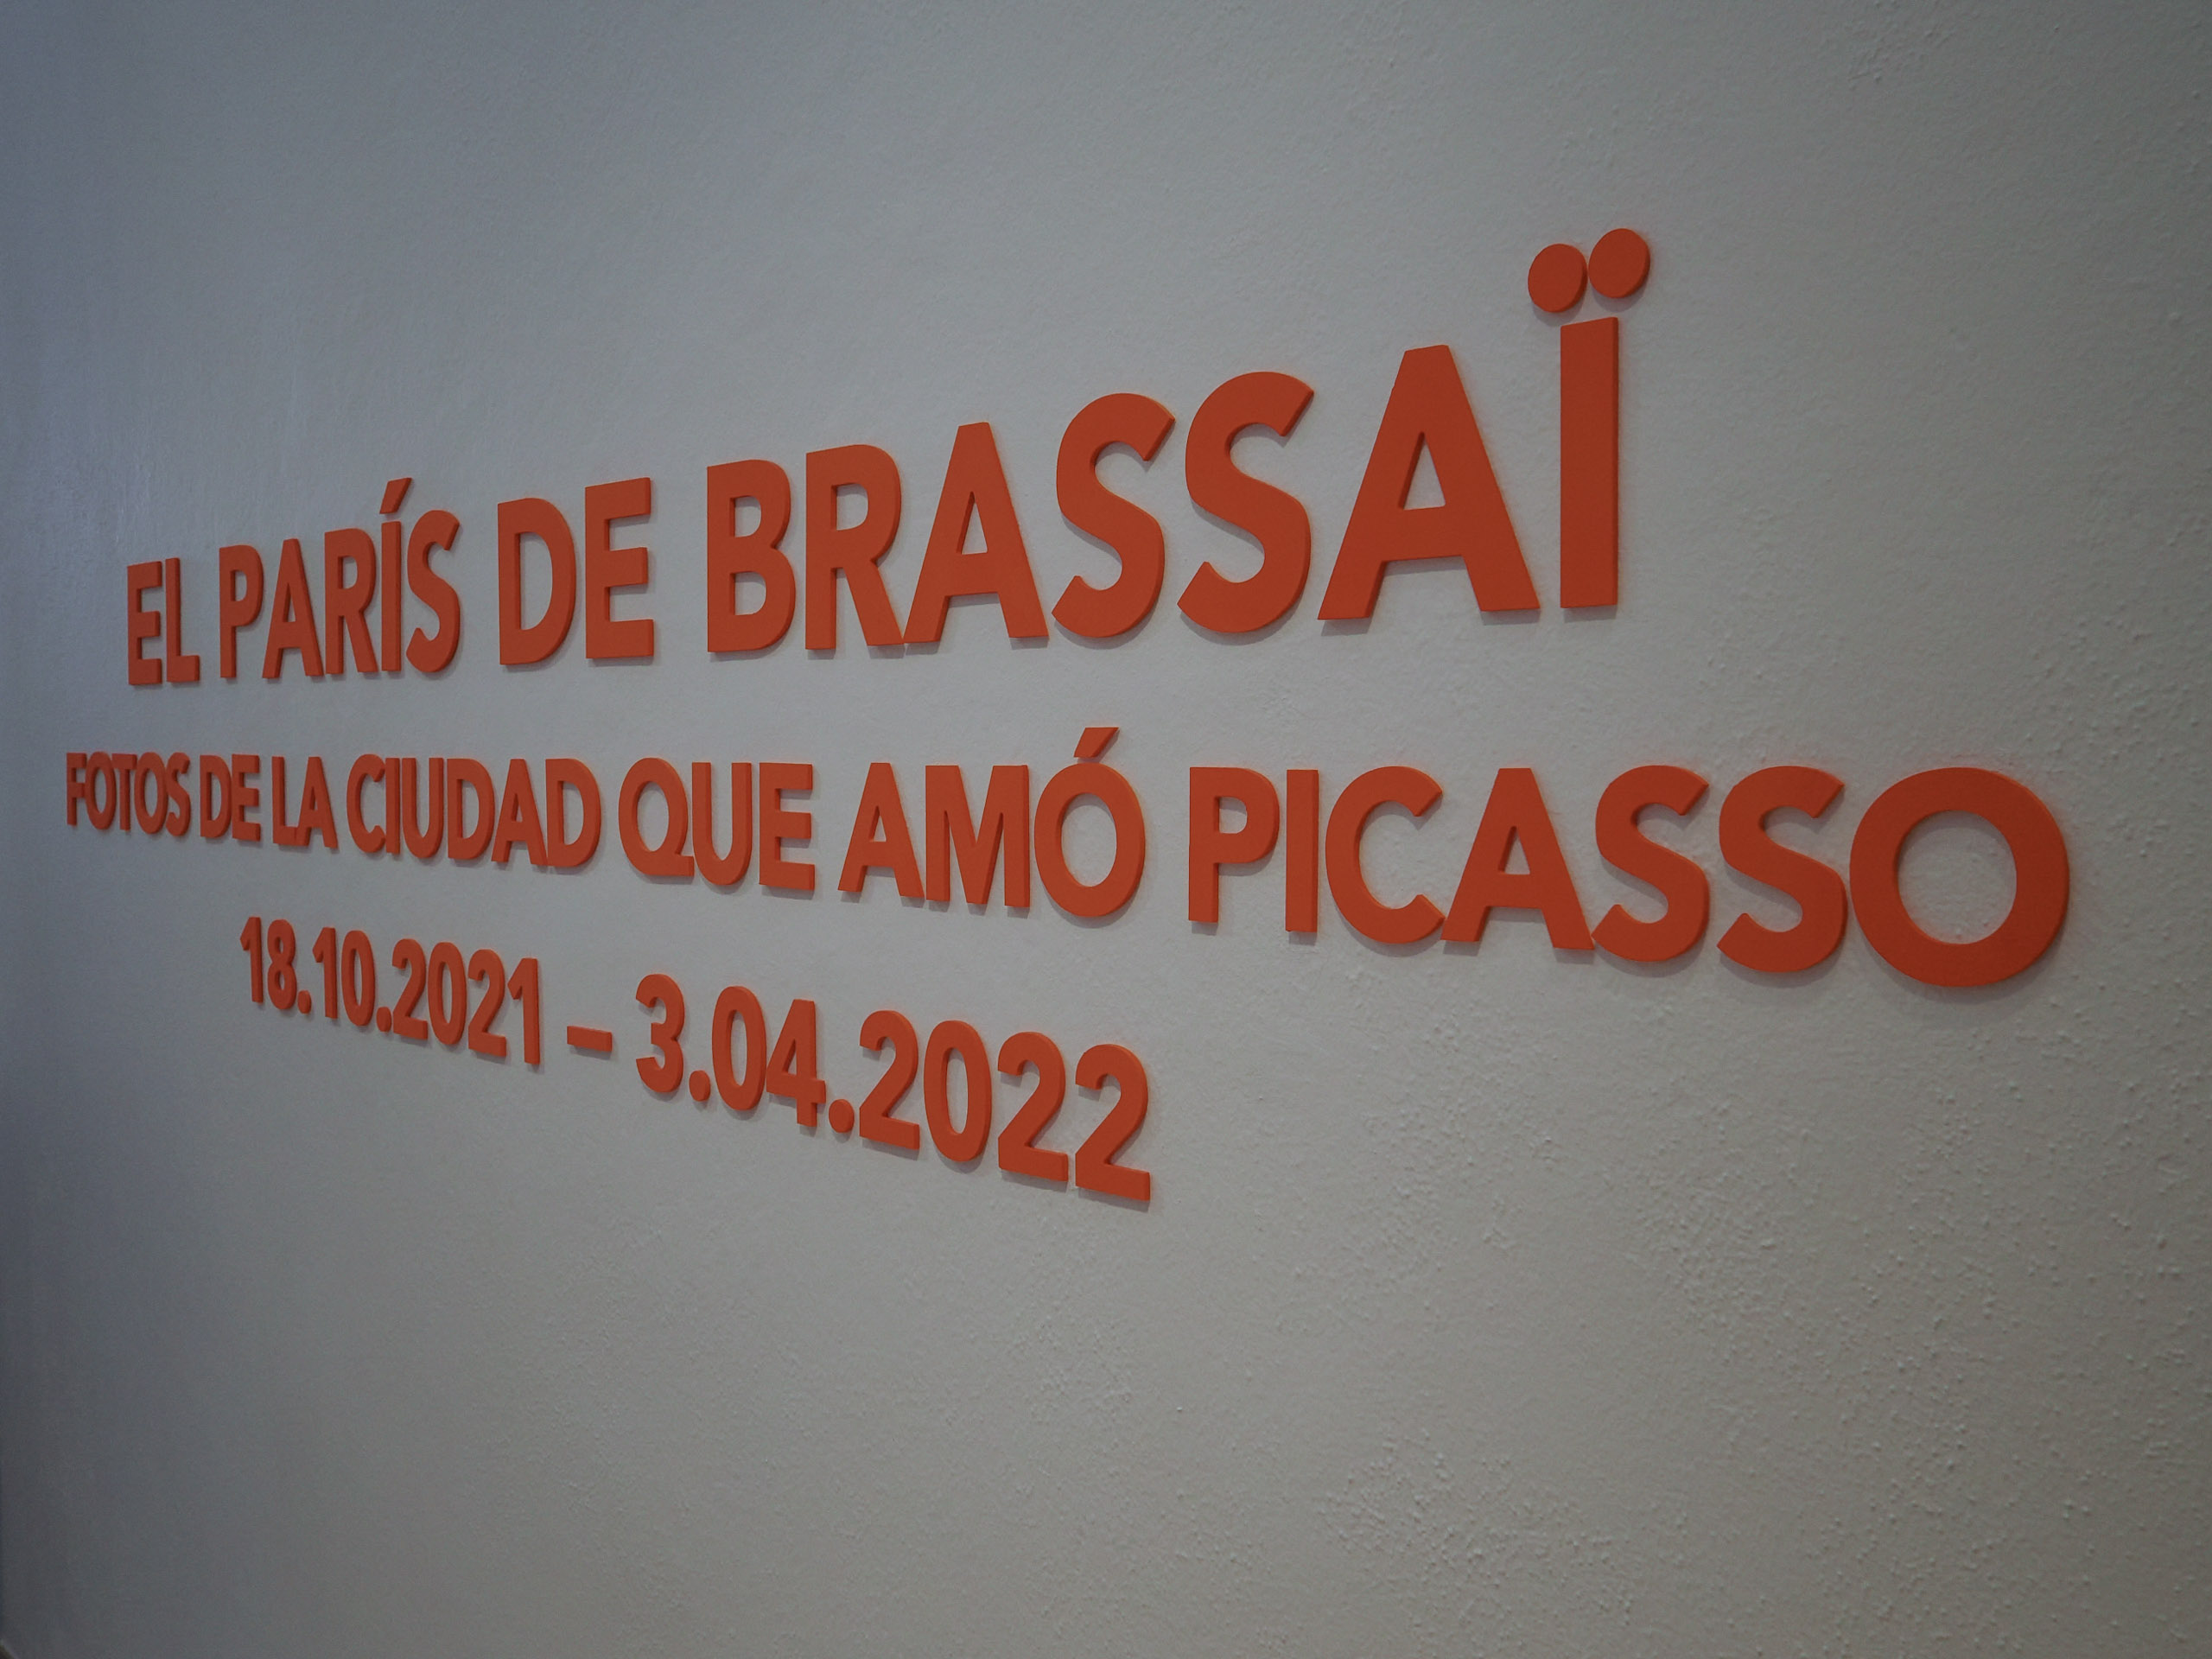 EL PARÍS DE BRASSAÏ
FOTOS DE LA CIUDAD QUE AMÓ PICASSO
18.10.2021 – 3.04.2022